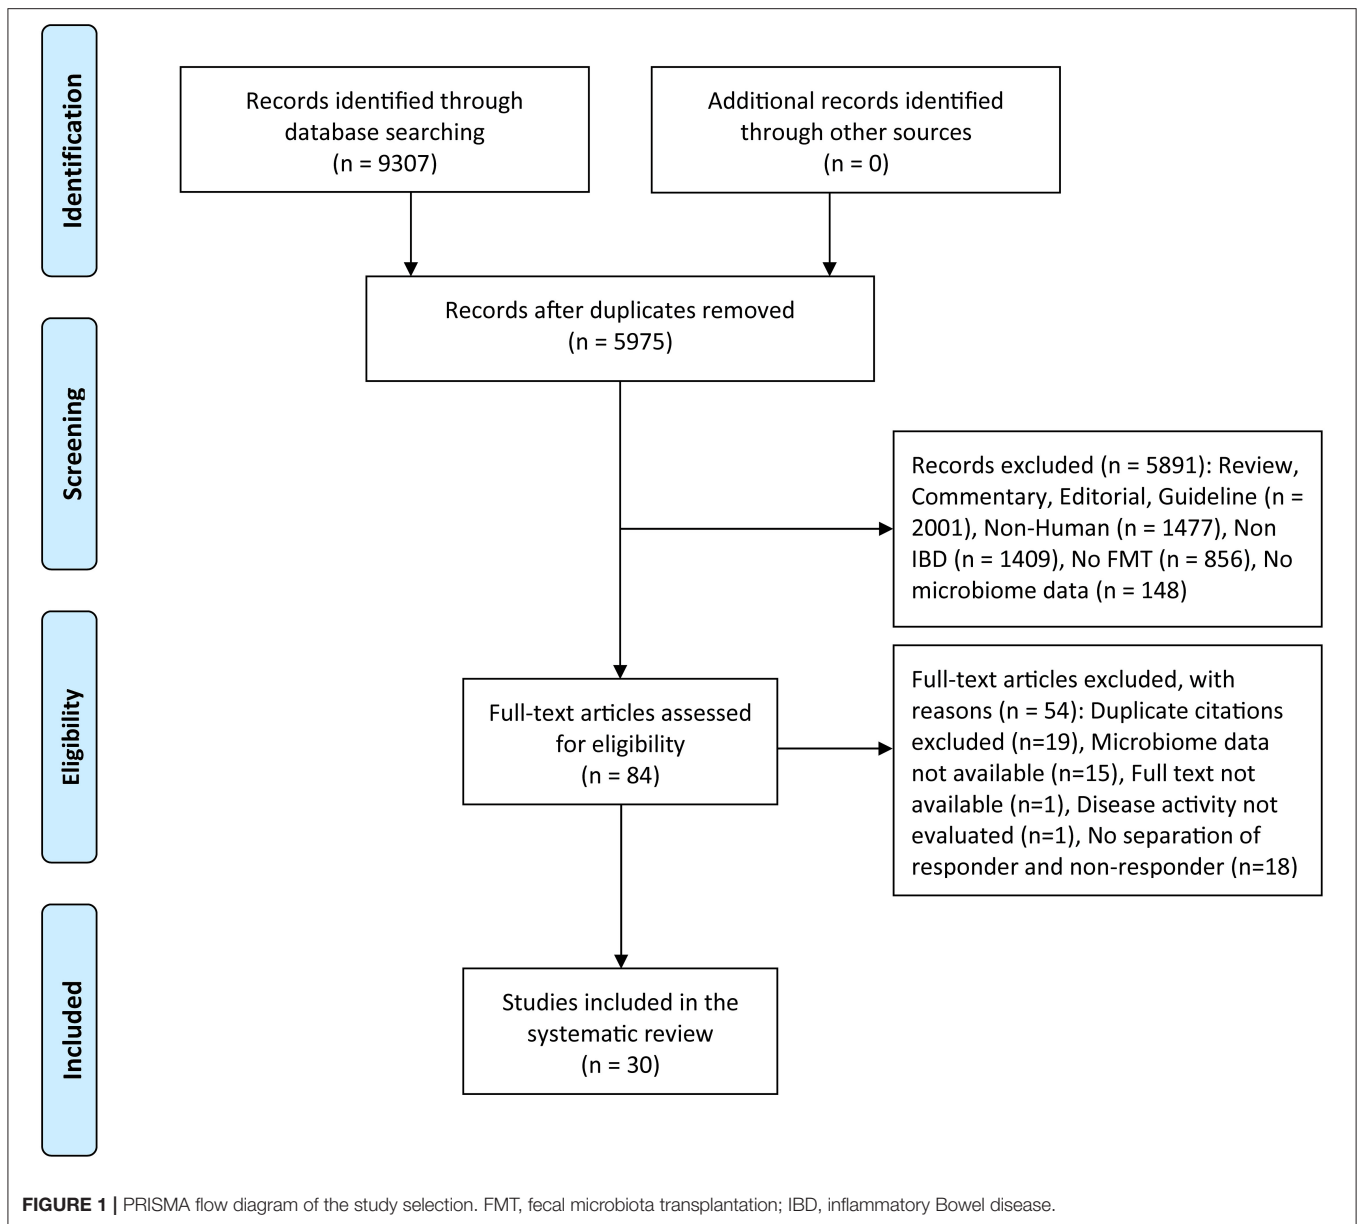 Identification
Records identified through
database searching
(n = 9307)
Additional records identified
through other sources
(n = 0)
Records after duplicates removed
(n = 5975)
Screening
Records excluded (n = 5891): Review,
Commentary, Editorial, Guideline (n =
2001), Non-Human (n = 1477), Non
IBD (n = 1409), No FMT (n = 856), No
microbiome data (n = 148)
Eligibility
Full-text articles assessed
for eligibility
(n = 84)
Full-text articles excluded, with
reasons (n = 54): Duplicate citations
excluded (n=19), Microbiome data
not available (n=15), Full text not
available (n=1), Disease activity not
evaluated (n=1), No separation of
responder and non-responder (n=18)
Included
Studies included in the
systematic review
(n = 30)
FIGURE 1 | PRISMA flow diagram of the study selection. FMT, fecal microbiota transplantation; IBD, inflammatory Bowel disease.